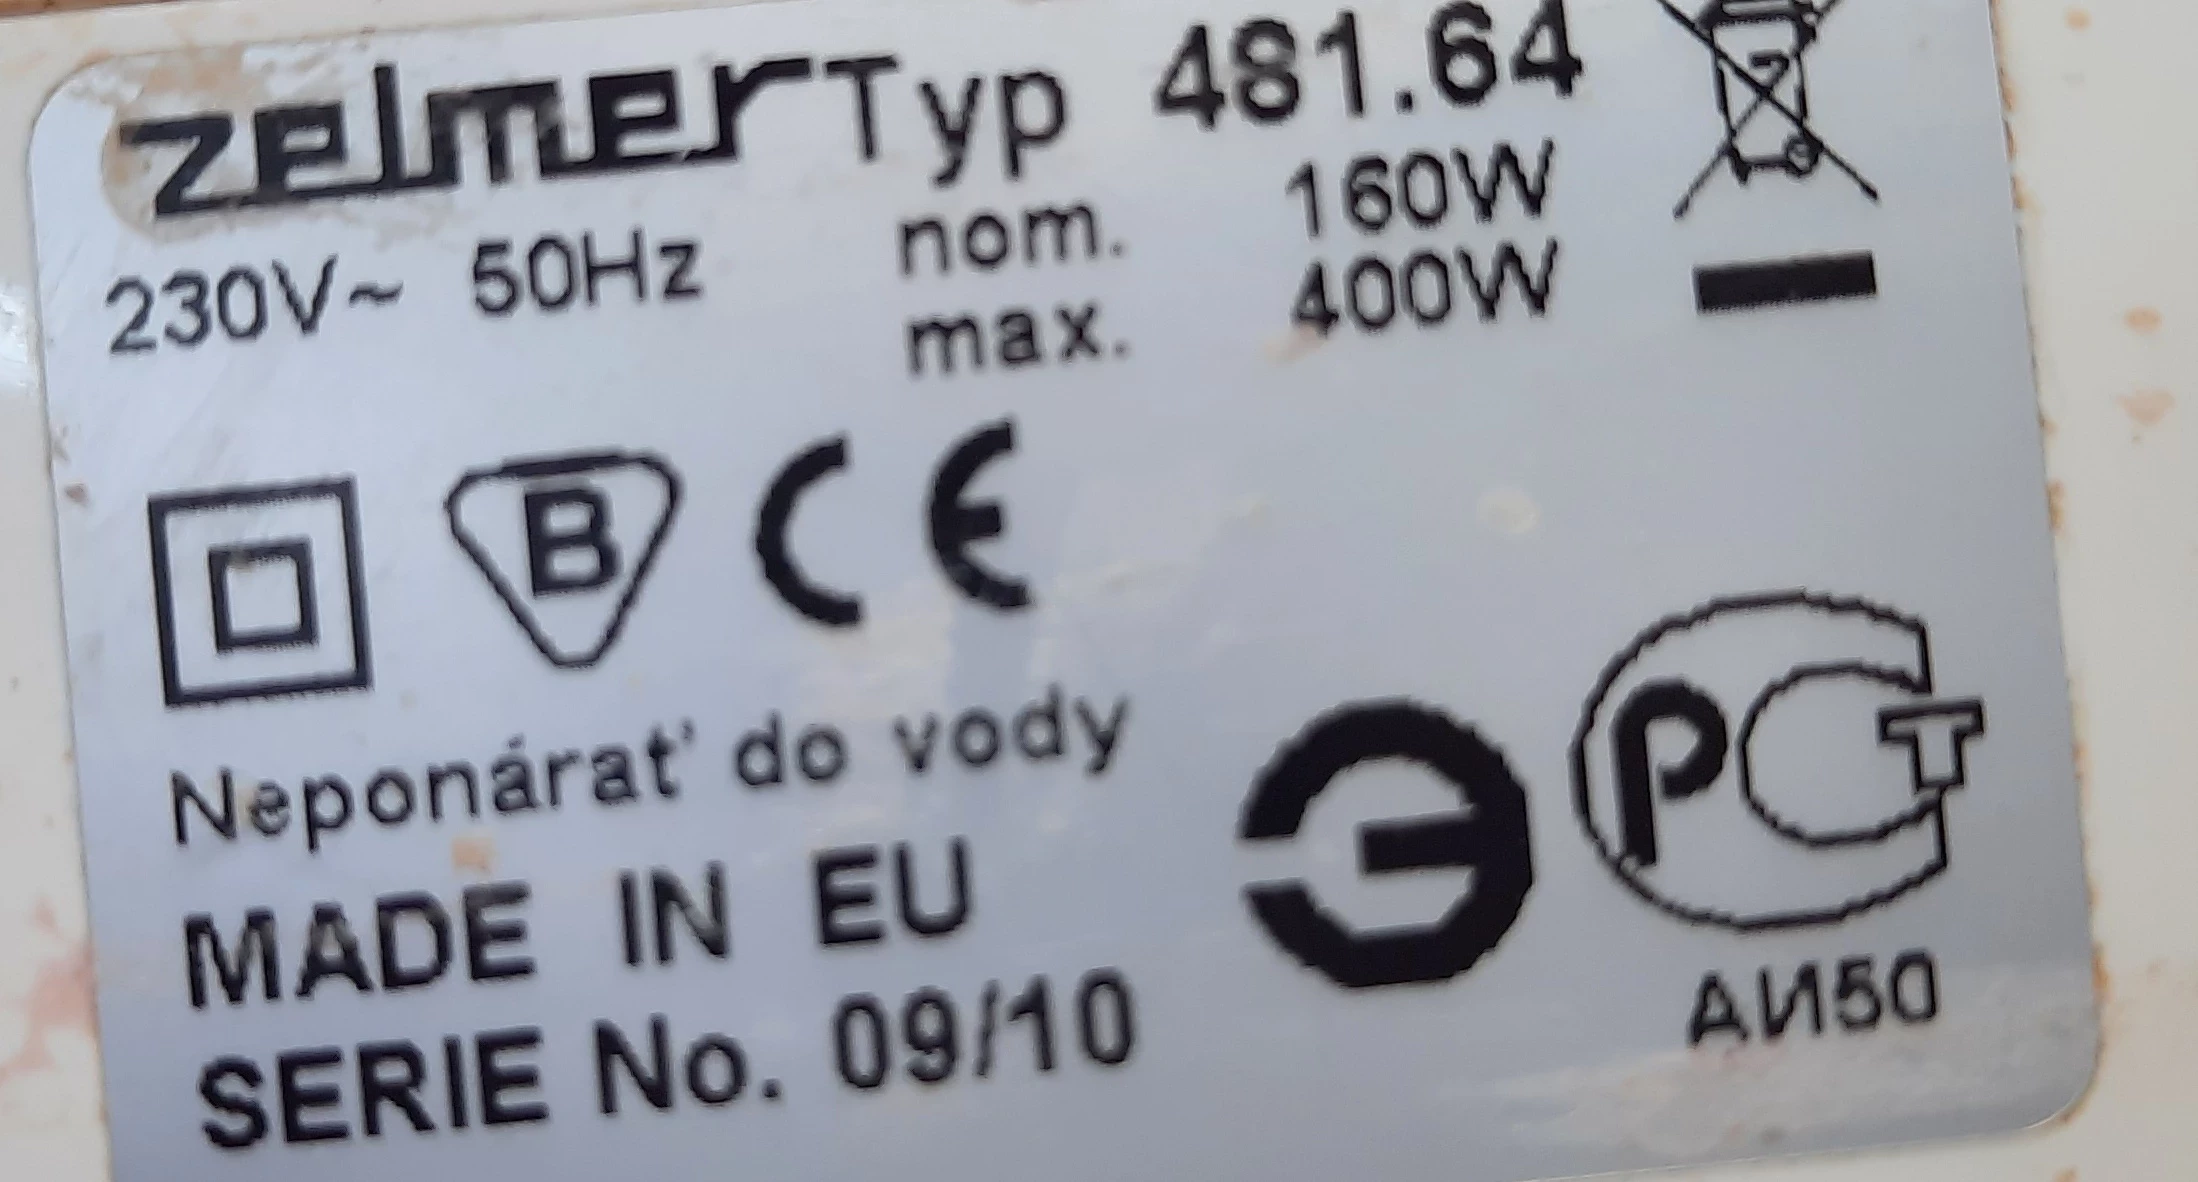 zelmer Typ 481.64
230V~ 50Hz nom. 160W
max. 400W
B CE
Neponárat' do vody
MADE IN EU
SERIE No. 09/10
Э РСТ
АИ50